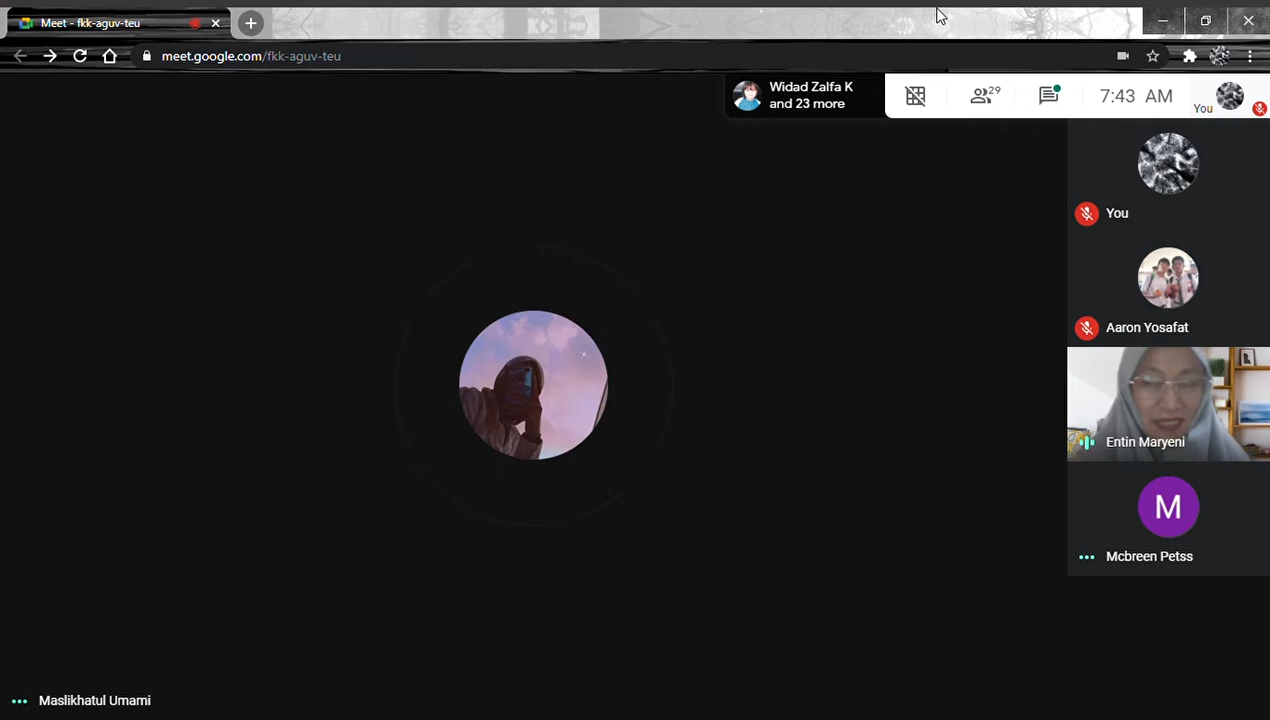 Meet - fkk-aguv-teu
meet.google.com/fkk-aguv-teu
Widad Zalfa K
and 23 more
29
7:43 AM
You
You
Aaron Yosafat
Entin Maryeni
M
Mcbreen Petss
Maslikhatul Umami